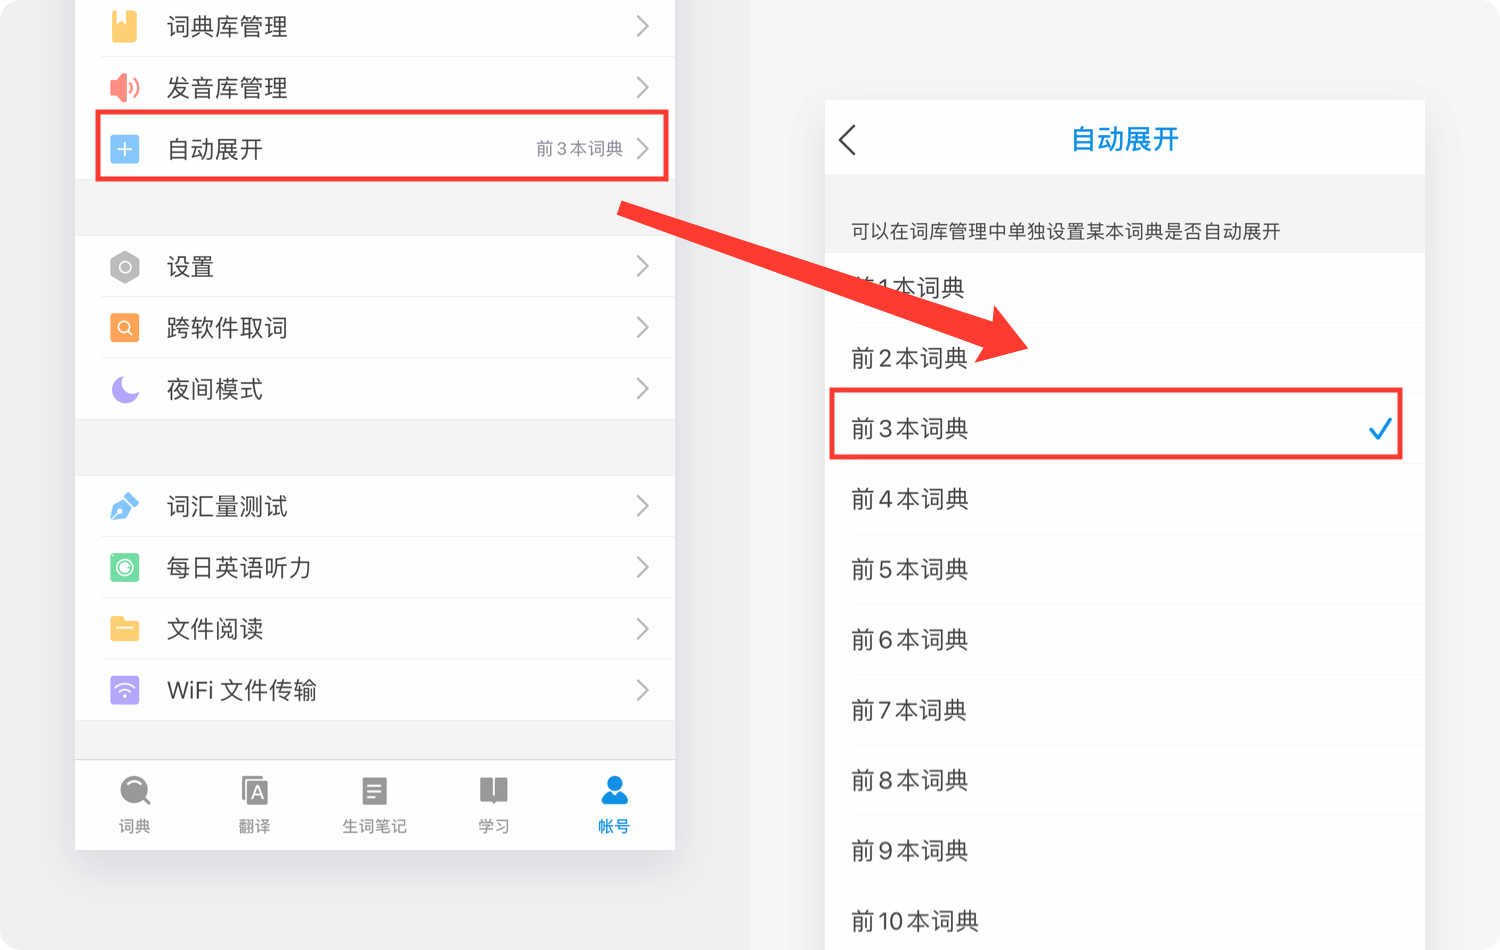 词典库管理
发音库管理
自动展开
前3本词典
设置
跨软件取词
夜间模式
词汇量测试
每日英语听力
文件阅读
WiFi 文件传输
词典
翻译
生词笔记
学习
帐号
自动展开
可以在词库管理中单独设置某本词典是否自动展开
前1本词典
前2本词典
前3本词典
前4本词典
前5本词典
前6本词典
前7本词典
前8本词典
前9本词典
前10本词典